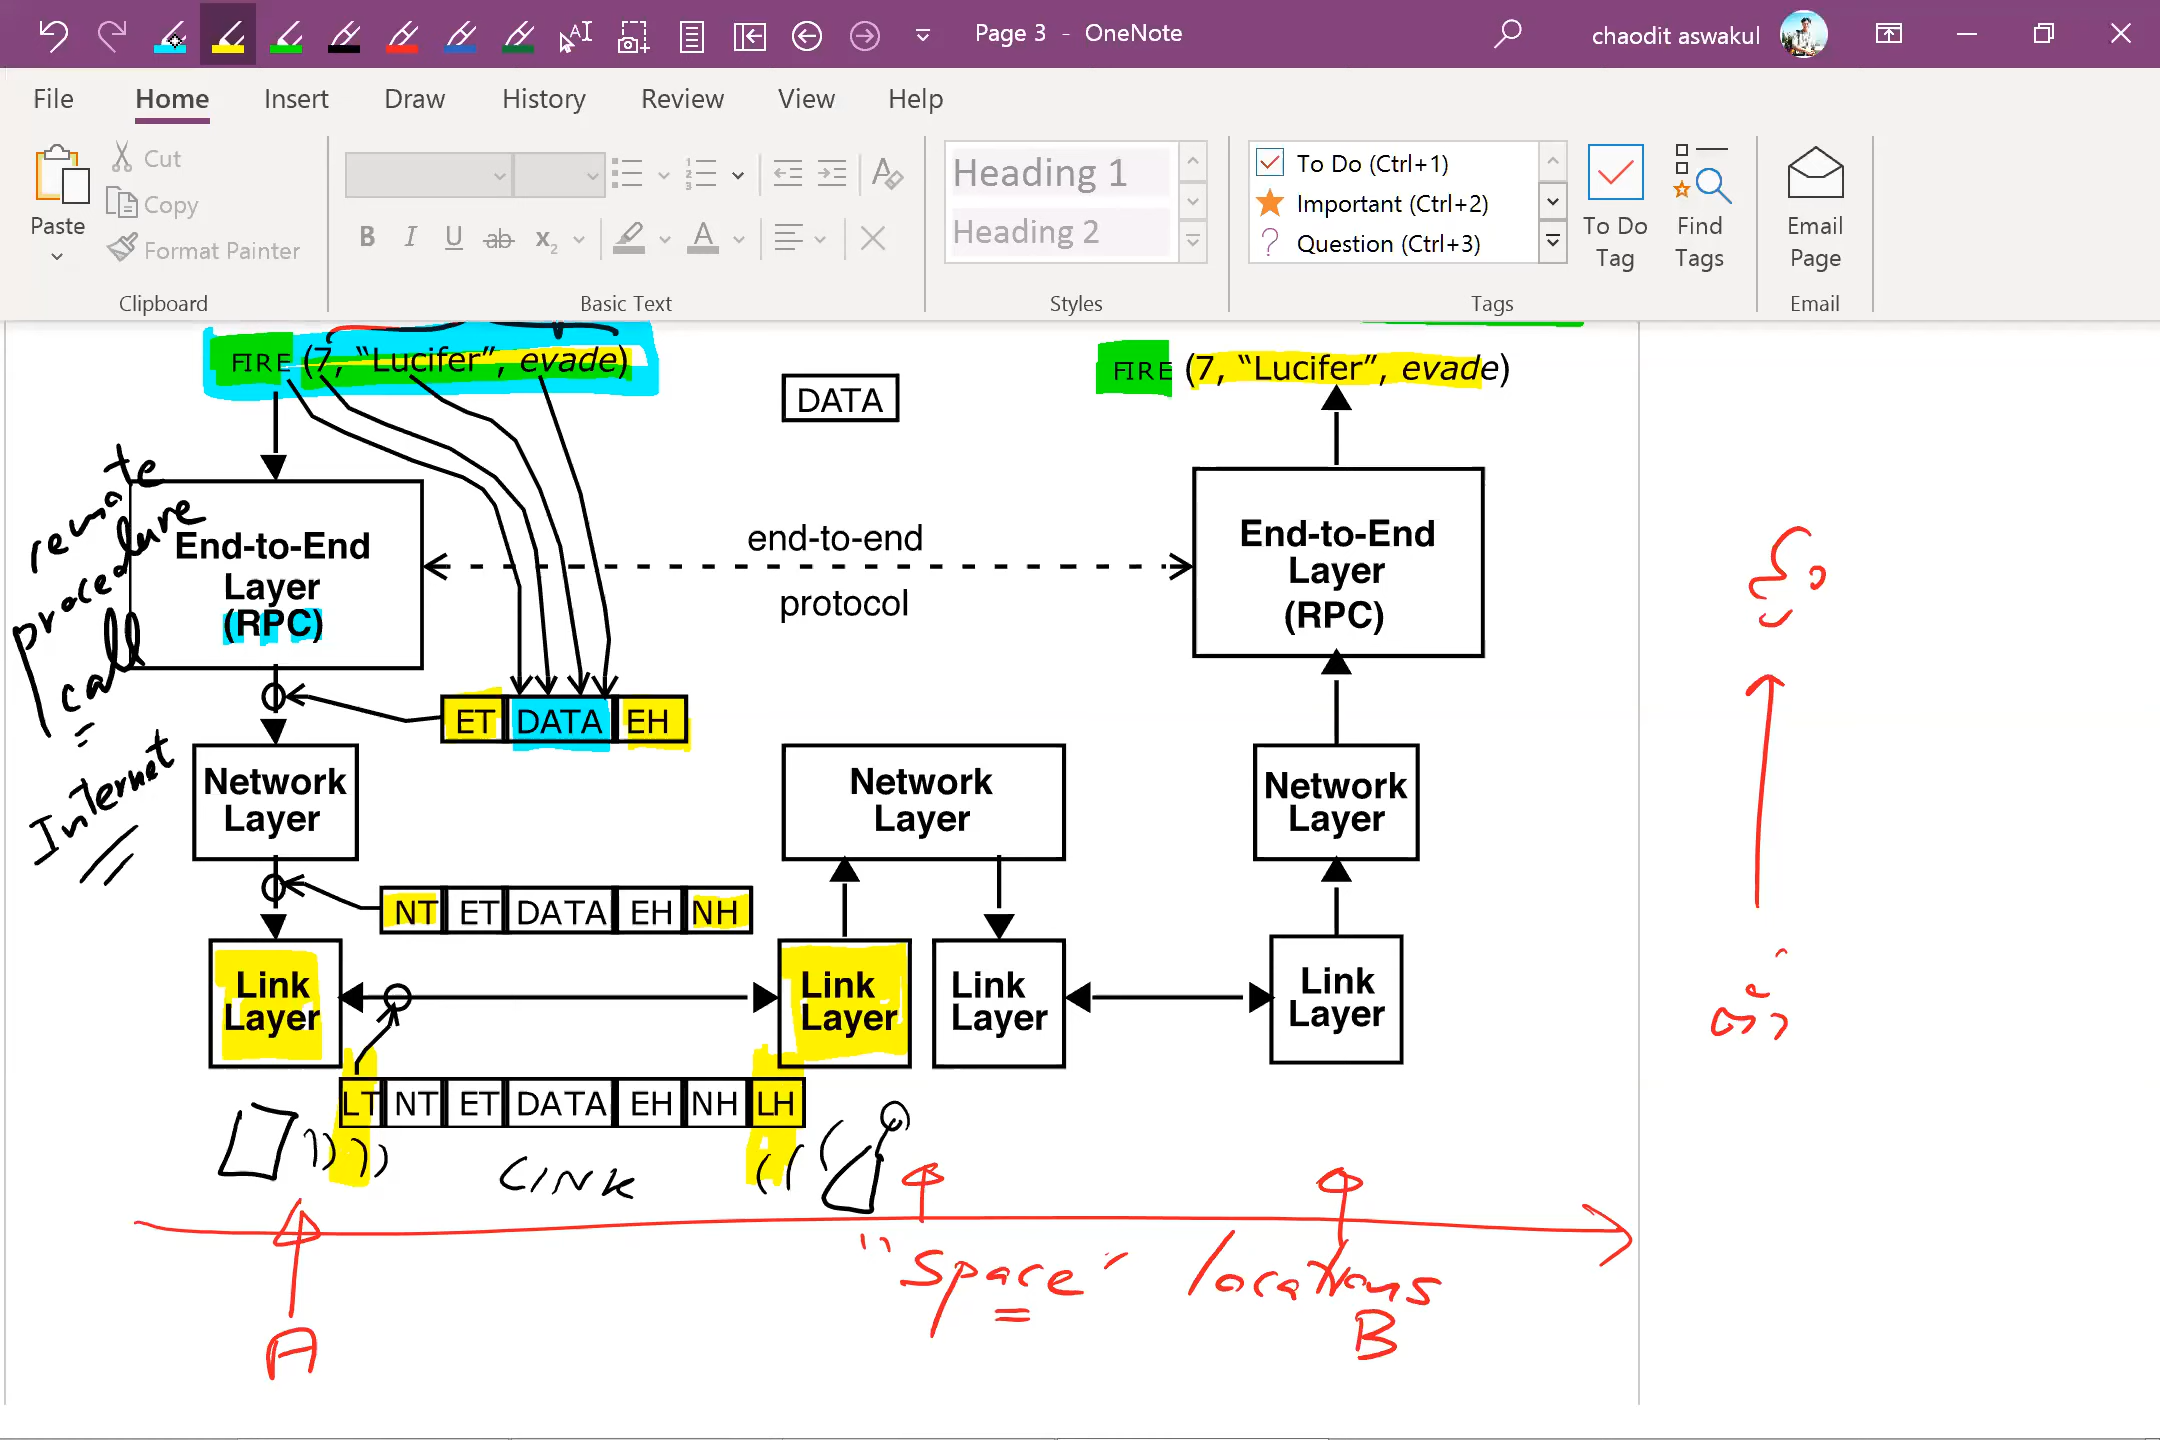 Page 3 - OneNote
chaodit aswakul
File Home Insert Draw History Review View Help
Paste
Cut
Copy
Format Painter
Clipboard
B I U ab x₂ A
Basic Text
Heading 1
Heading 2
Styles
To Do (Ctrl+1)
Important (Ctrl+2)
Question (Ctrl+3)
Tags
To Do
Tag
Find
Tags
Email
Page
Email
FIRE (7, “Lucifer”, evade)
DATA
FIRE (7, “Lucifer”, evade)
remote
procedure
call
End-to-End
Layer
(RPC)
end-to-end
protocol
End-to-End
Layer
(RPC)
ET DATA EH
Internet
Network
Layer
Network
Layer
Network
Layer
NT ET DATA EH NH
Link
Layer
Link
Layer
Link
Layer
Link
Layer
LT NT ET DATA EH NH LH
LINK
"Space" locations
A
B